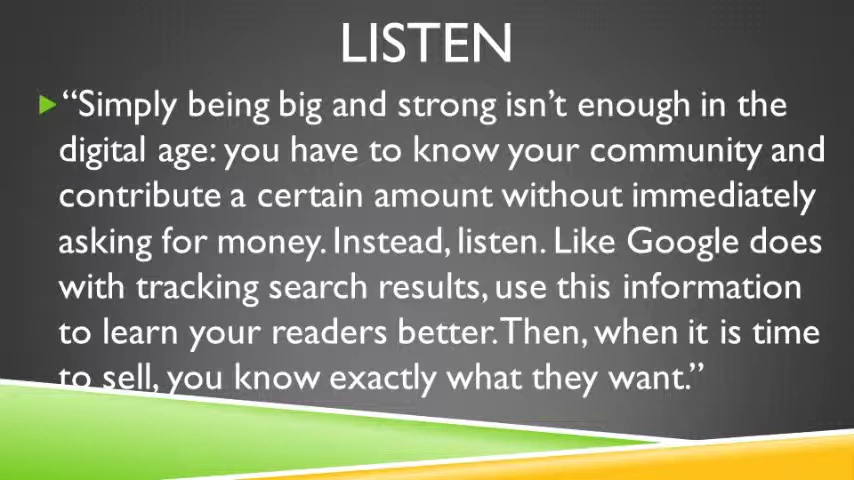 LISTEN
“Simply being big and strong isn’t enough in the
digital age: you have to know your community and
contribute a certain amount without immediately
asking for money. Instead, listen. Like Google does
with tracking search results, use this information
to learn your readers better. Then, when it is time
to sell, you know exactly what they want.”